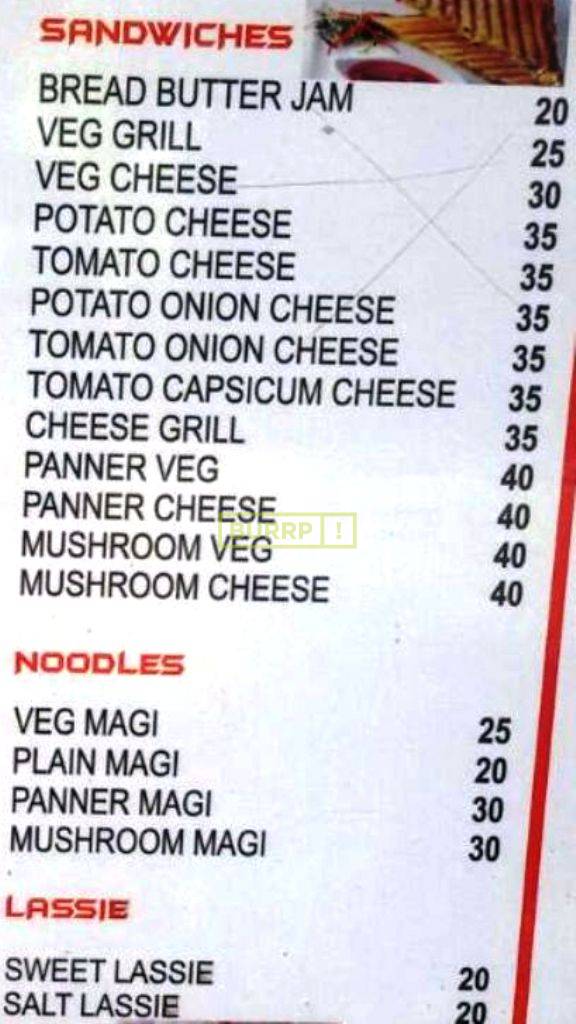 SANDWICHES
BREAD BUTTER JAM 20
VEG GRILL 25
VEG CHEESE 30
POTATO CHEESE 35
TOMATO CHEESE 35
POTATO ONION CHEESE 35
TOMATO ONION CHEESE 35
TOMATO CAPSICUM CHEESE 35
CHEESE GRILL 35
PANNER VEG 40
PANNER CHEESE 40
BURRP!
MUSHROOM VEG 40
MUSHROOM CHEESE 40
NOODLES
VEG MAGI 25
PLAIN MAGI 20
PANNER MAGI 30
MUSHROOM MAGI 30
LASSIE
SWEET LASSIE 20
SALT LASSIE 20